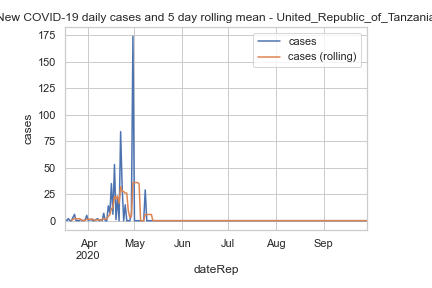 New COVID-19 daily cases and 5 day rolling mean - United_Republic_of_Tanzania
cases
cases (rolling)
175
150
125
100
75
50
25
0
cases
Apr
2020
May
Jun
Jul
Aug
Sep
dateRep